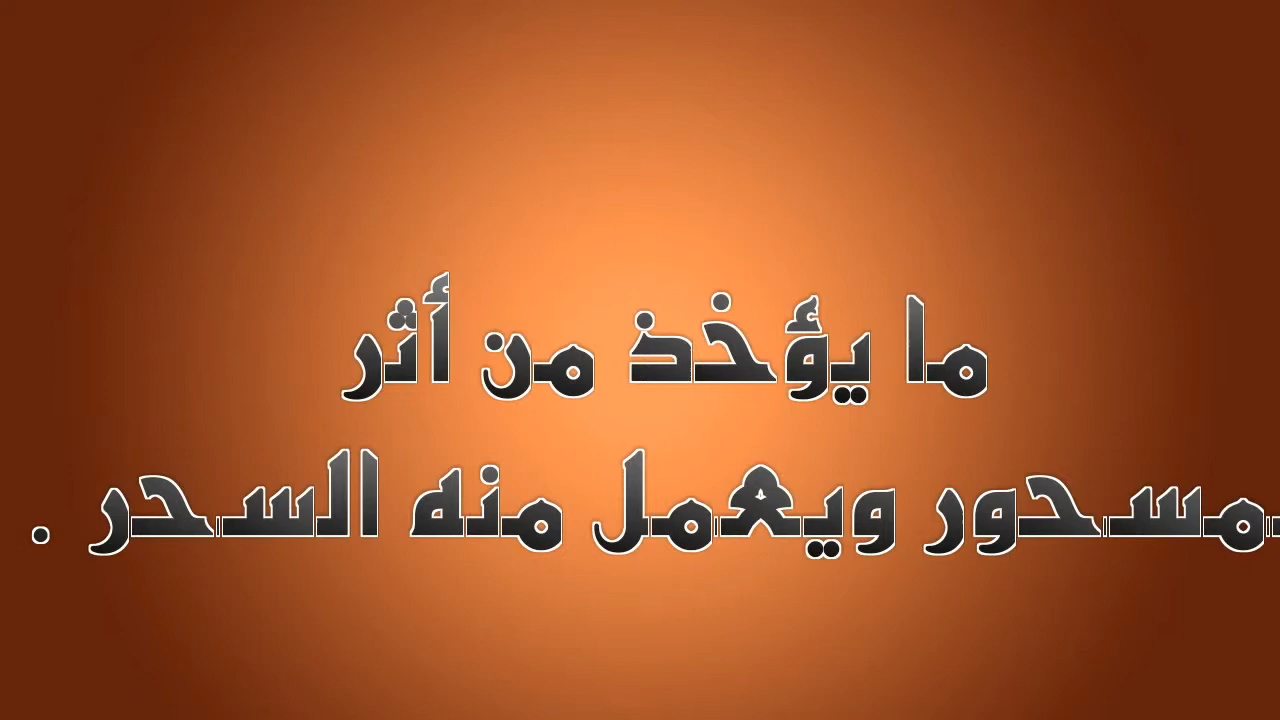 ما يؤخذ من أثر
مسحور ويعمل منه السحر .